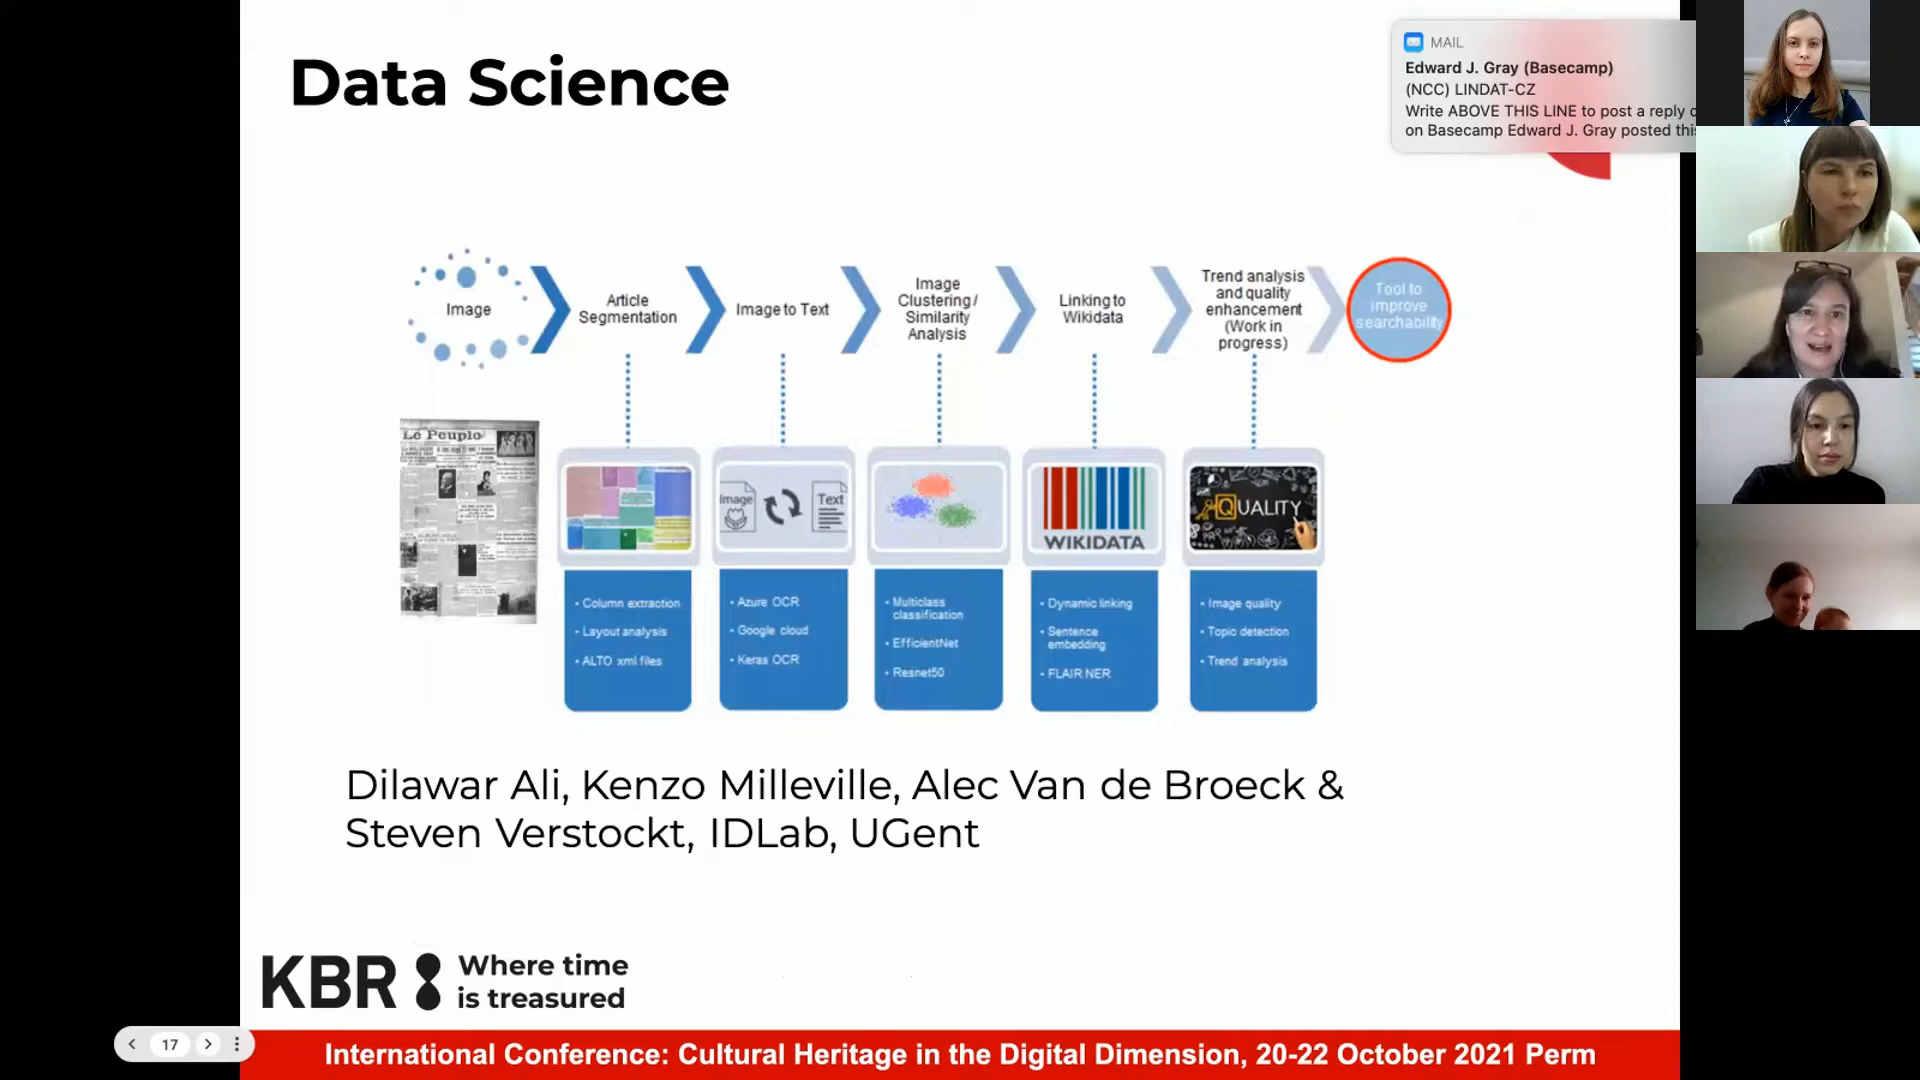 Data Science
MAIL
Edward J. Gray (Basecamp)
(NCC) LINDAT-CZ
Write ABOVE THIS LINE to post a reply
on Basecamp Edward J. Gray posted this
Image
Article
Segmentation
Image to Text
Image
Clustering /
Similarity
Analysis
Linking to
Wikidata
Trend analysis
and quality
enhancement
(Work in
progress)
Tool to
improve
searchability
Le Peuple
Image
Text
WIKIDATA
QUALITY
• Column extraction
• Layout analysis
• ALTO xml files
• Azure OCR
• Google cloud
• Keras OCR
• Multiclass
classification
• EfficientNet
• Resnet50
• Dynamic linking
• Sentence
embedding
• FLAIR NER
• Image quality
• Topic detection
• Trend analysis
Dilawar Ali, Kenzo Milleville, Alec Van de Broeck &
Steven Verstockt, IDLab, UGent
KBR
Where time
is treasured
17
International Conference: Cultural Heritage in the Digital Dimension, 20-22 October 2021 Perm